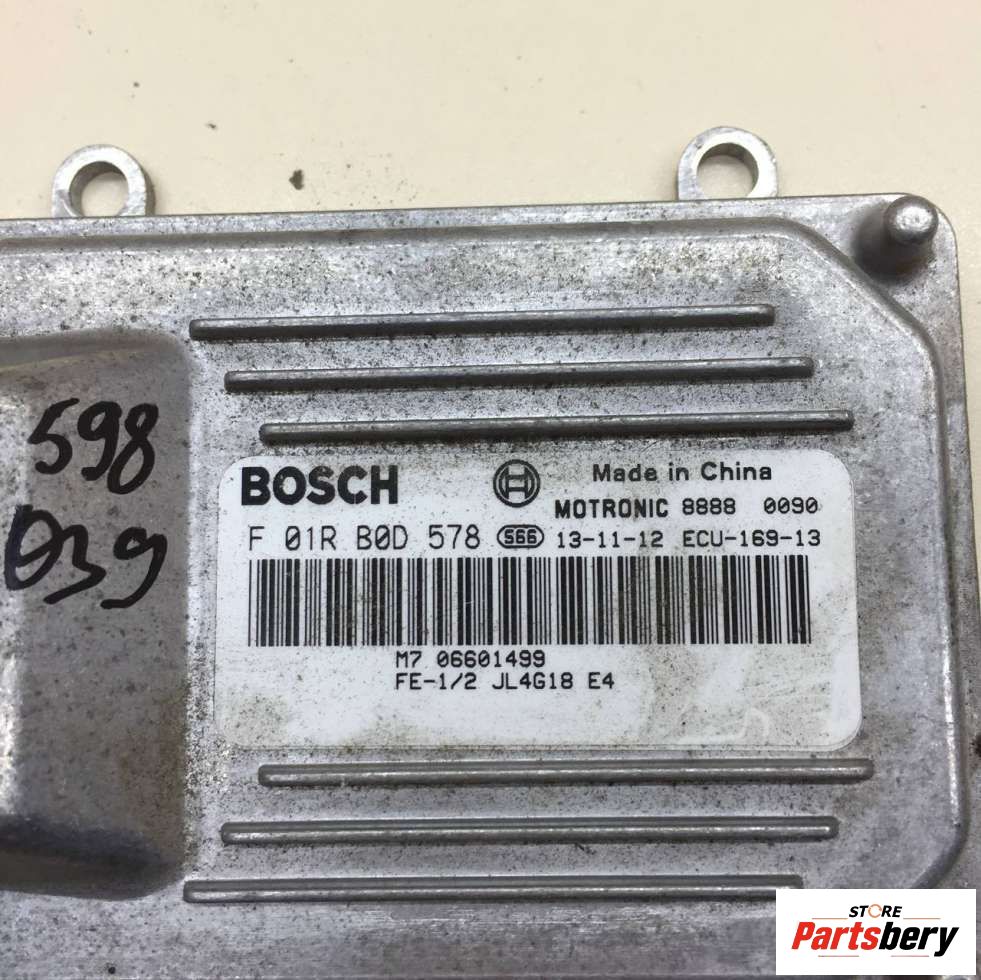 598
D39
BOSCH
Made in China
MOTRONIC 8888 0090
F 01R B0D 578 S66 13-11-12 ECU-169-13
M7 06601499
FE-1/2 JL4G18 E4
STORE
Partsbery